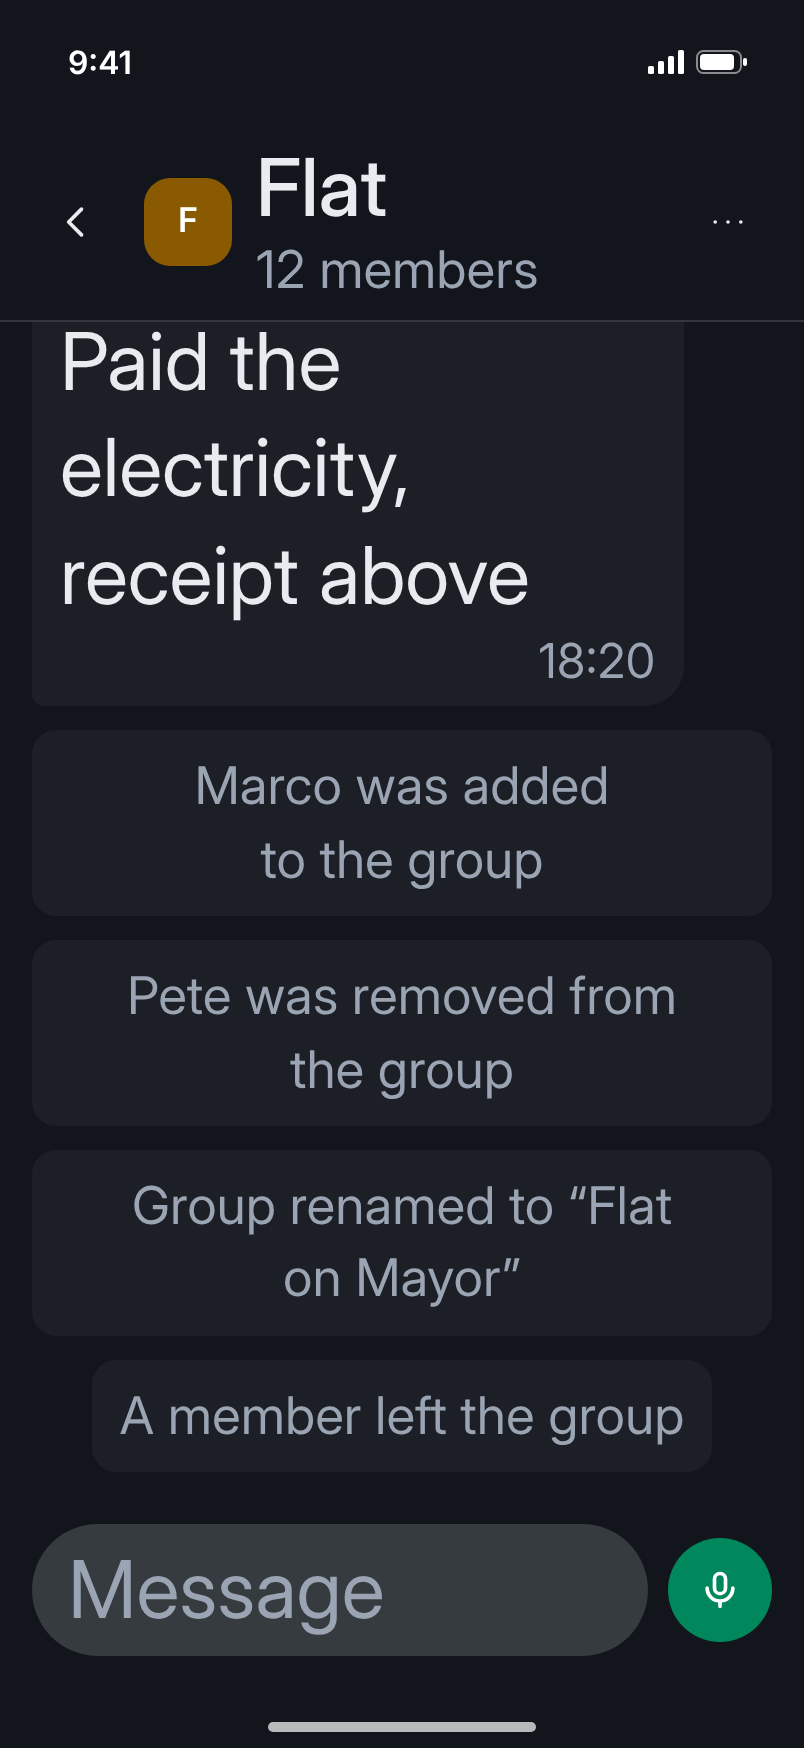 9:41
F
Flat
12 members
Paid the
electricity,
receipt above
18:20
Marco was added
to the group
Pete was removed from
the group
Group renamed to “Flat
on Mayor”
A member left the group
Message